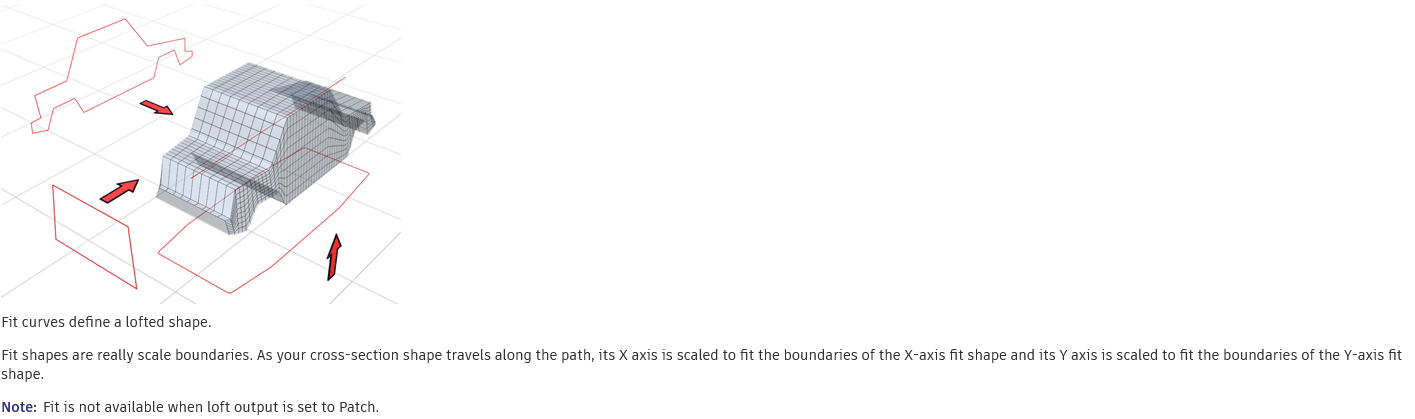 Fit curves define a lofted shape.
Fit shapes are really scale boundaries. As your cross-section shape travels along the path, its X axis is scaled to fit the boundaries of the X-axis fit shape and its Y axis is scaled to fit the boundaries of the Y-axis fit
shape.
Note: Fit is not available when loft output is set to Patch.